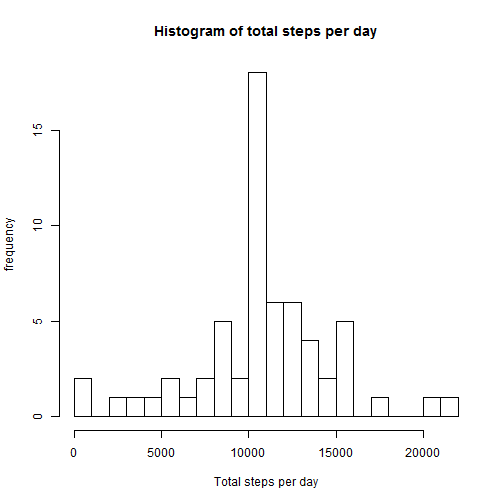 Histogram of total steps per day
frequency
15
10
5
0
0 5000 10000 15000 20000
Total steps per day